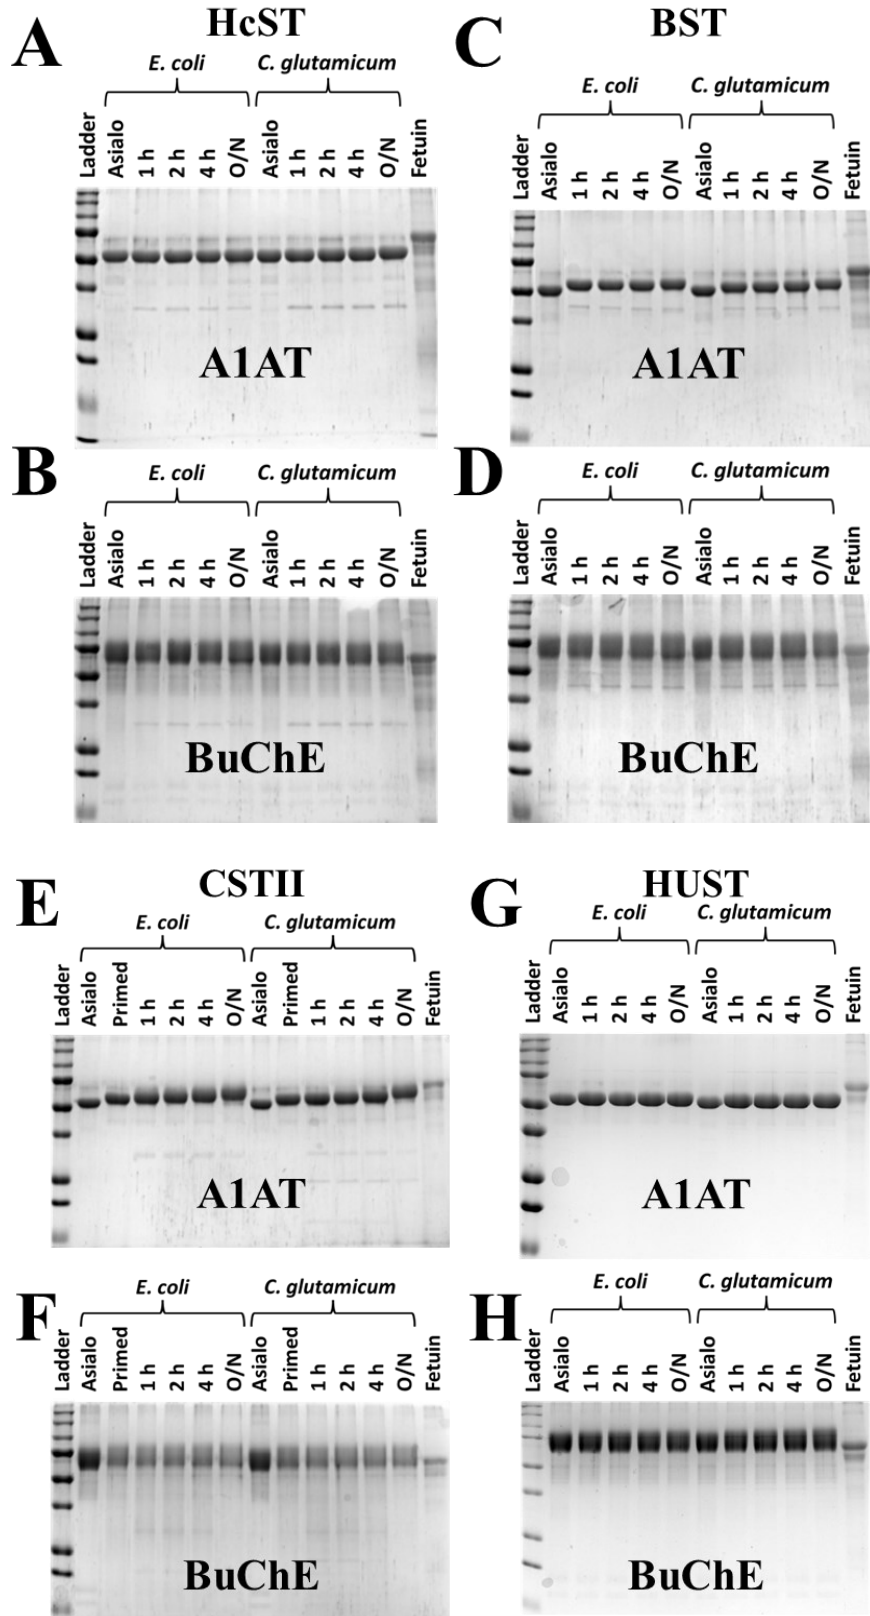 A
HcST
E. coli
C. glutamicum
Ladder
Asialo
1 h
2 h
4 h
O/N
Asialo
1 h
2 h
4 h
O/N
Fetuin
A1AT
C
BST
E. coli
C. glutamicum
Ladder
Asialo
1 h
2 h
4 h
O/N
Asialo
1 h
2 h
4 h
O/N
Fetuin
A1AT
B
E. coli
C. glutamicum
Ladder
Asialo
1 h
2 h
4 h
O/N
Asialo
1 h
2 h
4 h
O/N
Fetuin
BuChE
D
E. coli
C. glutamicum
Ladder
Asialo
1 h
2 h
4 h
O/N
Asialo
1 h
2 h
4 h
O/N
Fetuin
BuChE
E
CSTII
E. coli
C. glutamicum
Ladder
Asialo
Primed
1 h
2 h
4 h
O/N
Asialo
Primed
1 h
2 h
4 h
O/N
Fetuin
A1AT
G
HUST
E. coli
C. glutamicum
Ladder
Asialo
1 h
2 h
4 h
O/N
Asialo
1 h
2 h
4 h
O/N
Fetuin
A1AT
F
E. coli
C. glutamicum
Ladder
Asialo
Primed
1 h
2 h
4 h
O/N
Asialo
Primed
1 h
2 h
4 h
O/N
Fetuin
BuChE
H
E. coli
C. glutamicum
Ladder
Asialo
1 h
2 h
4 h
O/N
Asialo
1 h
2 h
4 h
O/N
Fetuin
BuChE